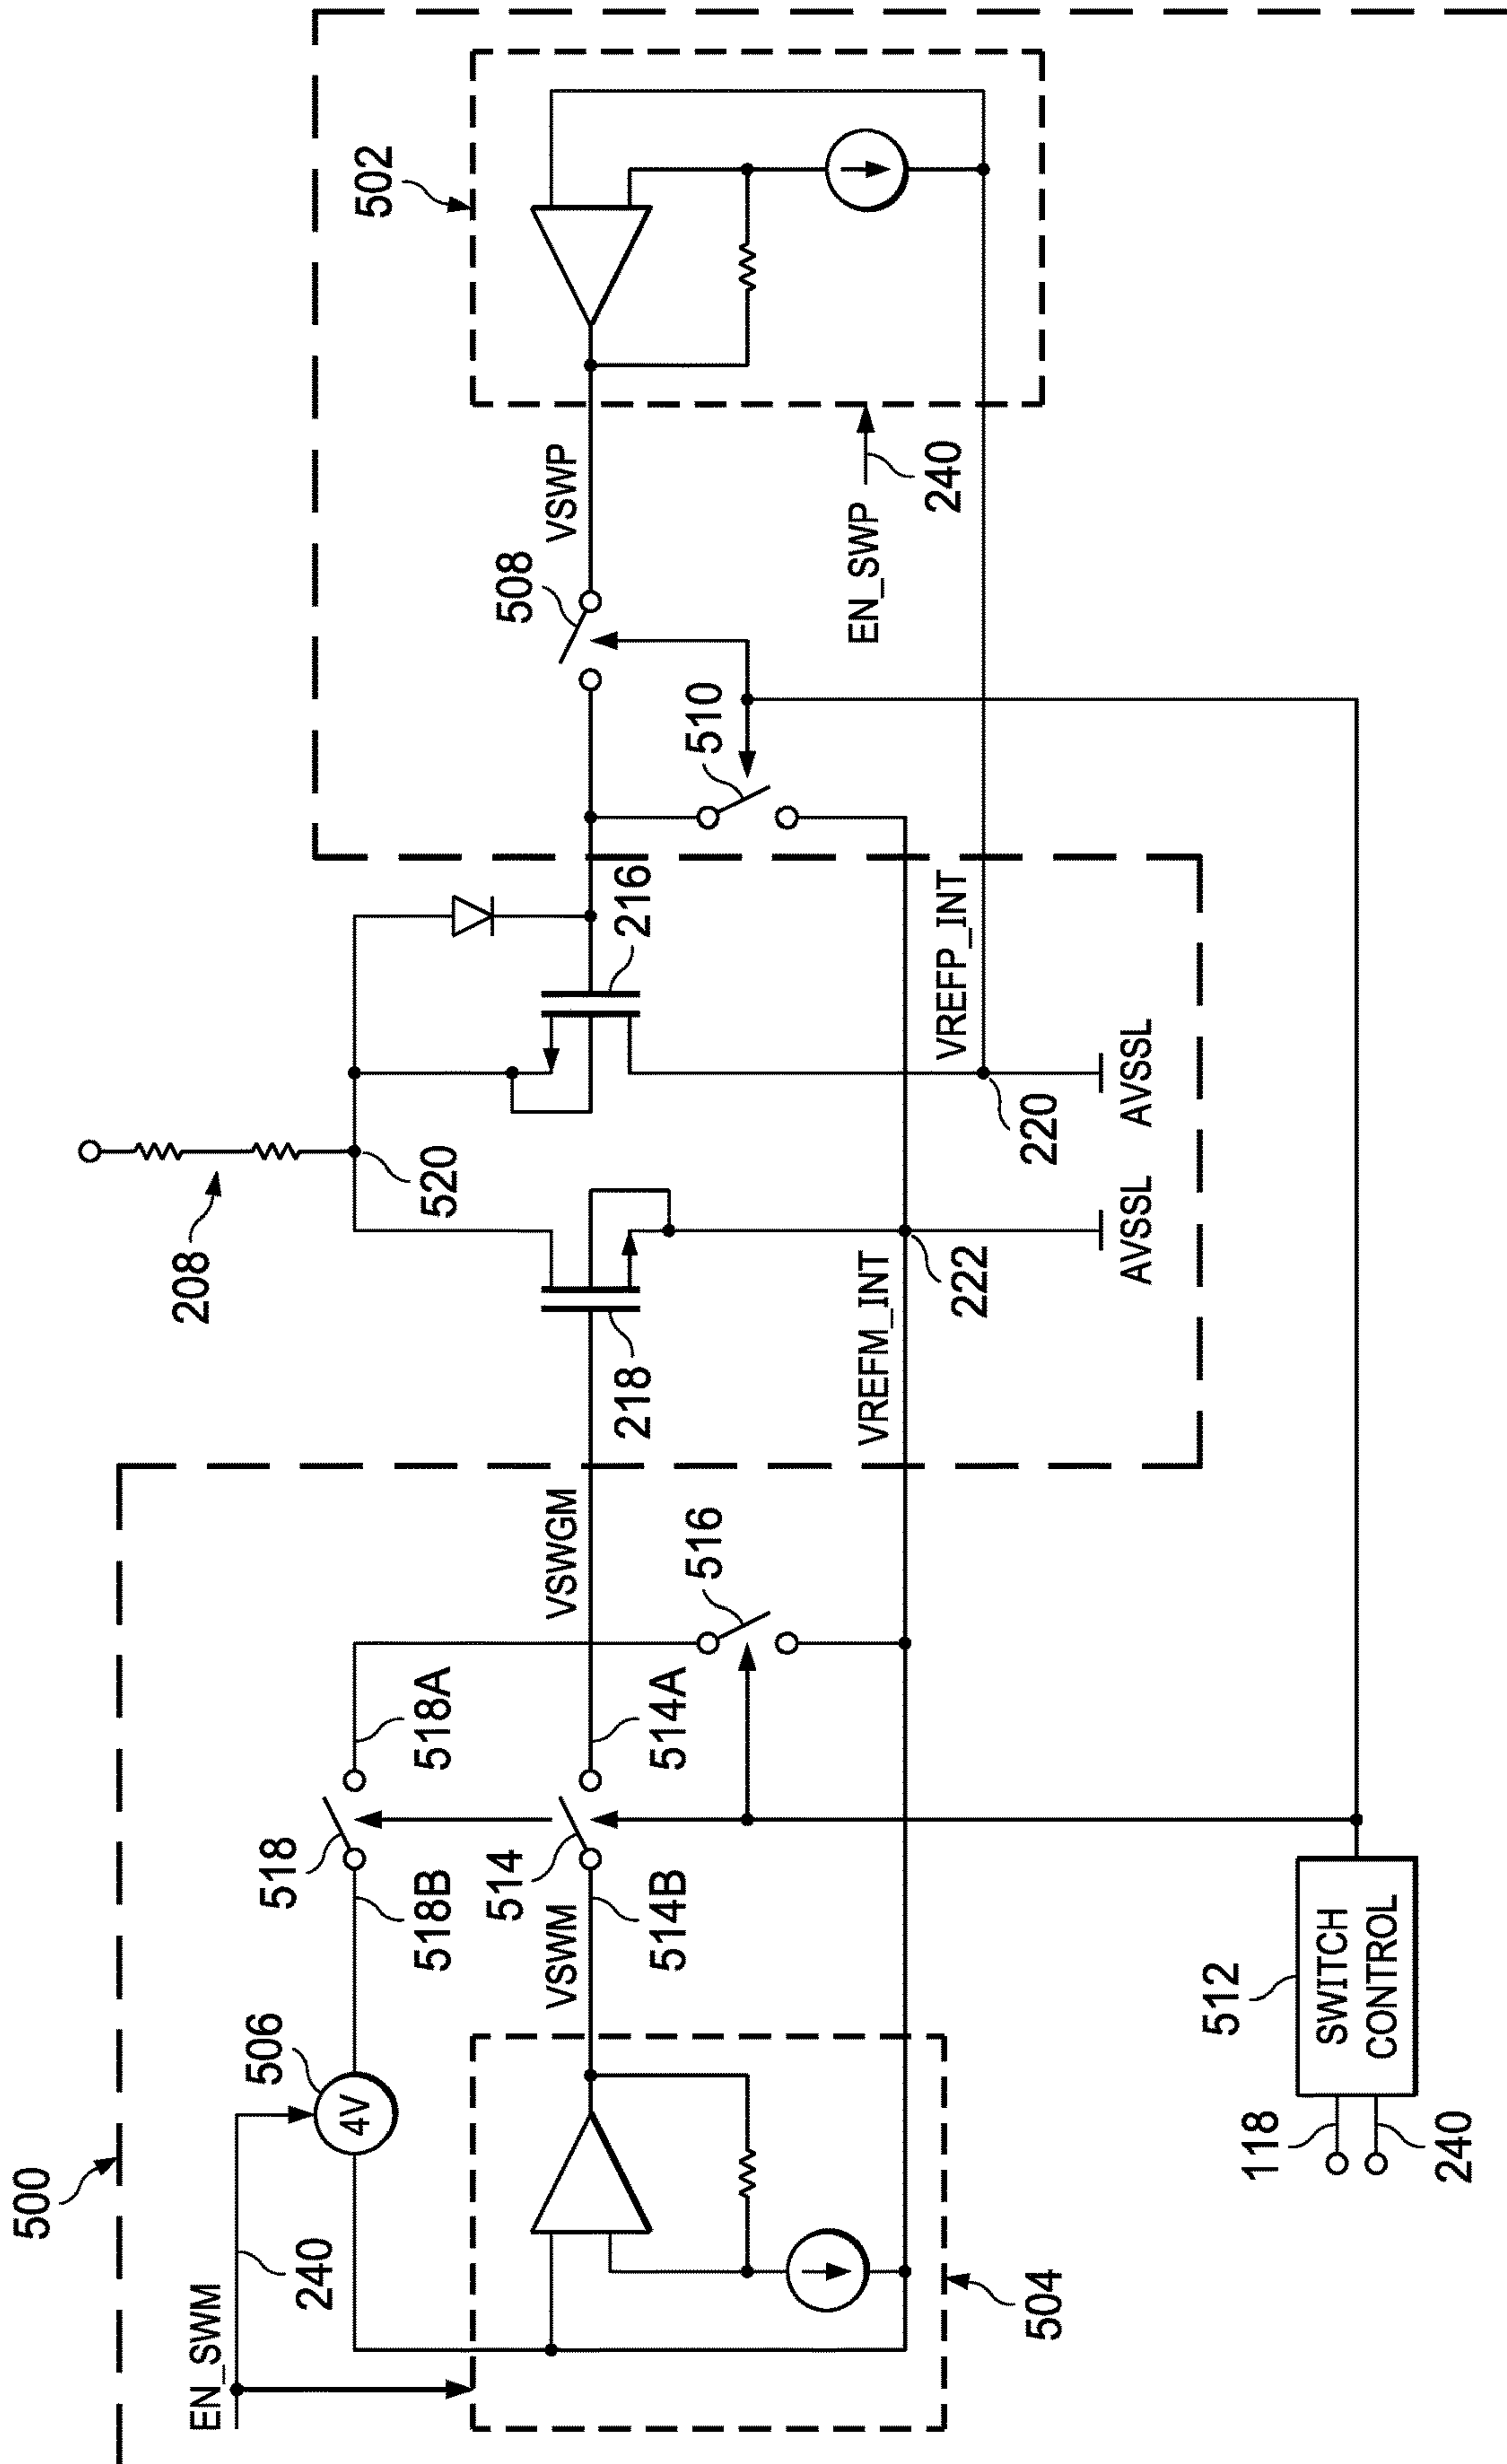 500
208
EN_SWM
506
518
240
4V
502
518B
518A
520
514
508
VSWM
VSWGM
VSWP
218
216
514B
514A
516
510
VREFM_INT
EN_SWP
VREFP_INT
240
222
504
220
AVSSL
AVSSL
512
118
SWITCH
CONTROL
240